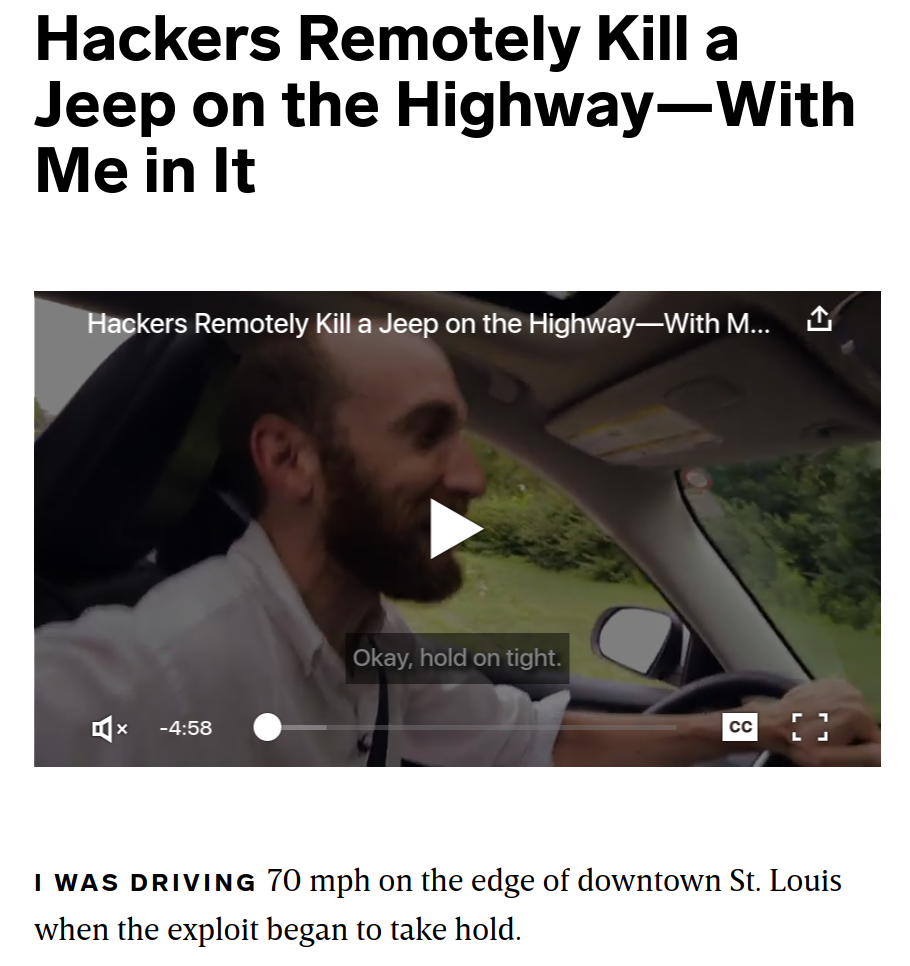 Hackers Remotely Kill a
Jeep on the Highway—With
Me in It
Hackers Remotely Kill a Jeep on the Highway—With M...
Okay, hold on tight.
-4:58
CC
I WAS DRIVING 70 mph on the edge of downtown St. Louis
when the exploit began to take hold.